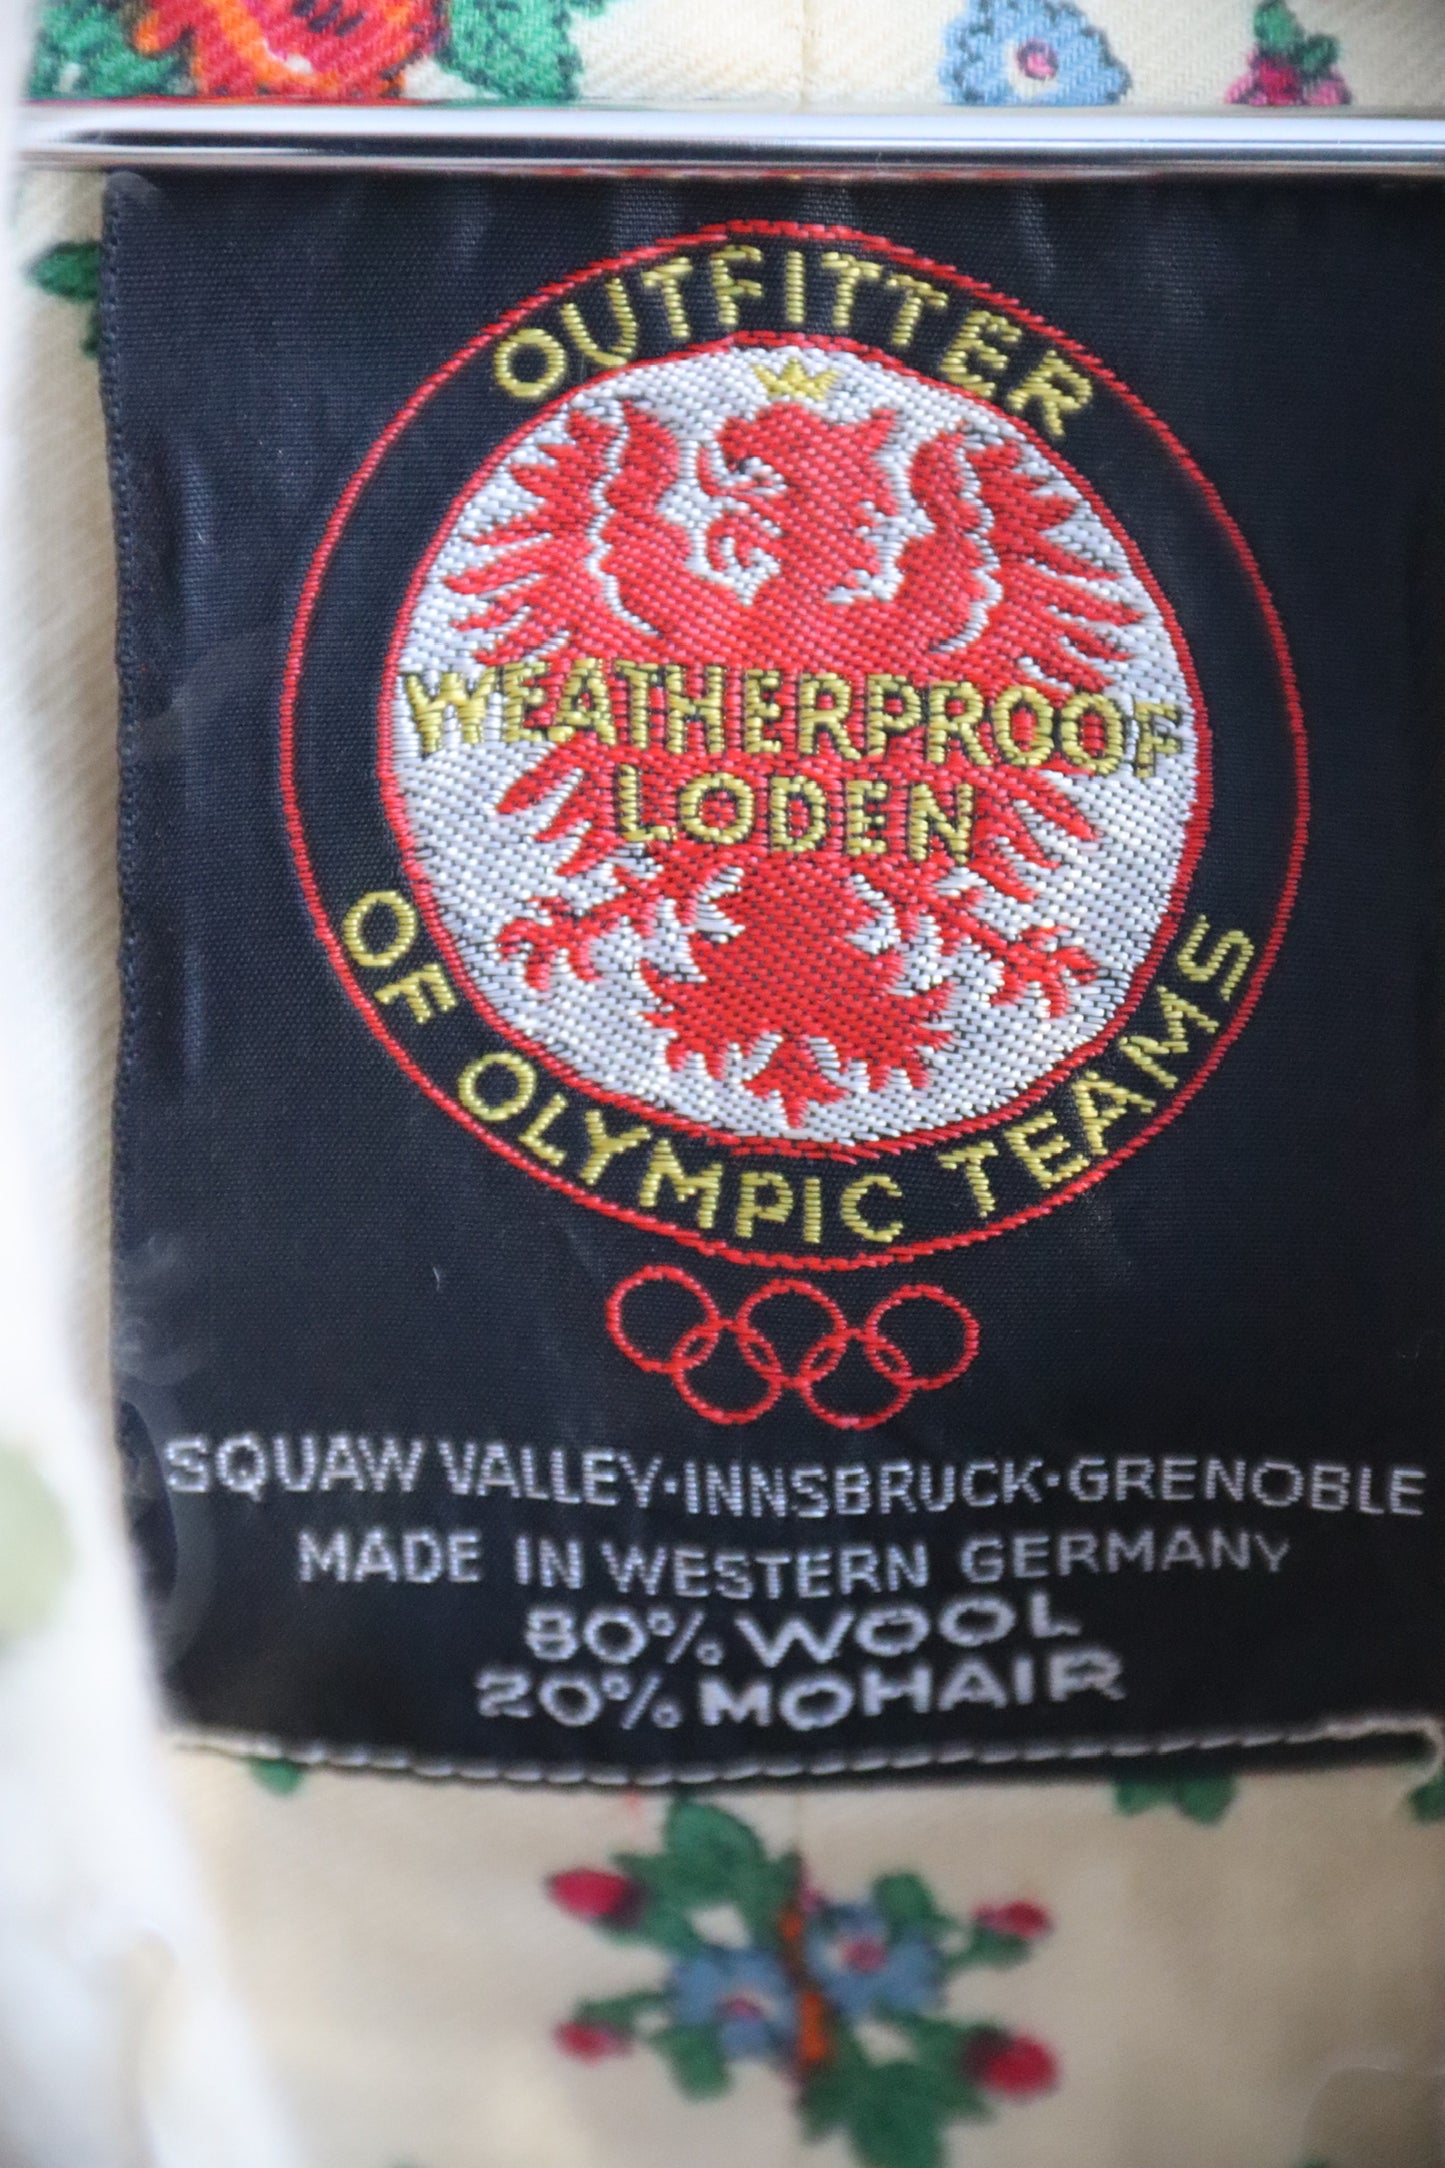 OUTFITTER
WEATHERPROOF
LODEN
OF OLYMPIC TEAMS
SQUAW VALLEY·INNSBRUCK·GRENOBLE
MADE IN WESTERN GERMANY
80% WOOL
20% MOHAIR